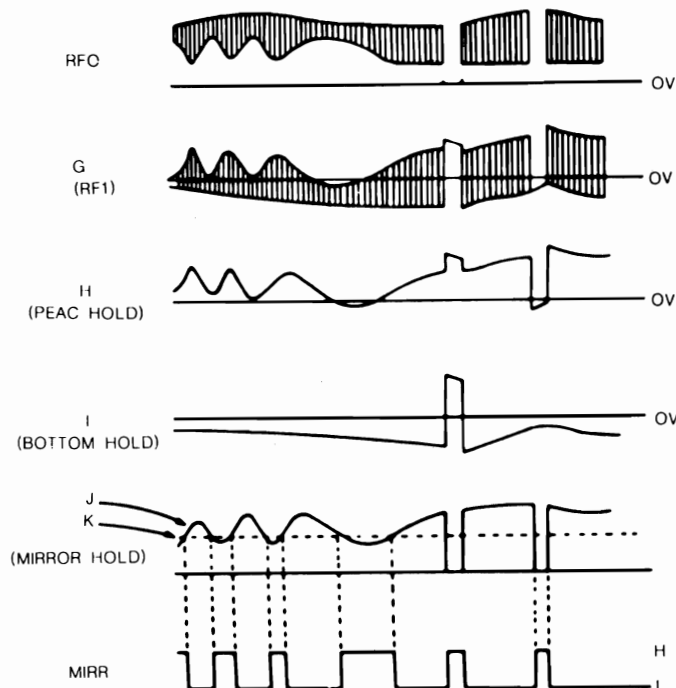 RFO
OV
G
(RF1)
OV
H
(PEAC HOLD)
OV
I
(BOTTOM HOLD)
OV
J
K
(MIRROR HOLD)
H
MIRR
L